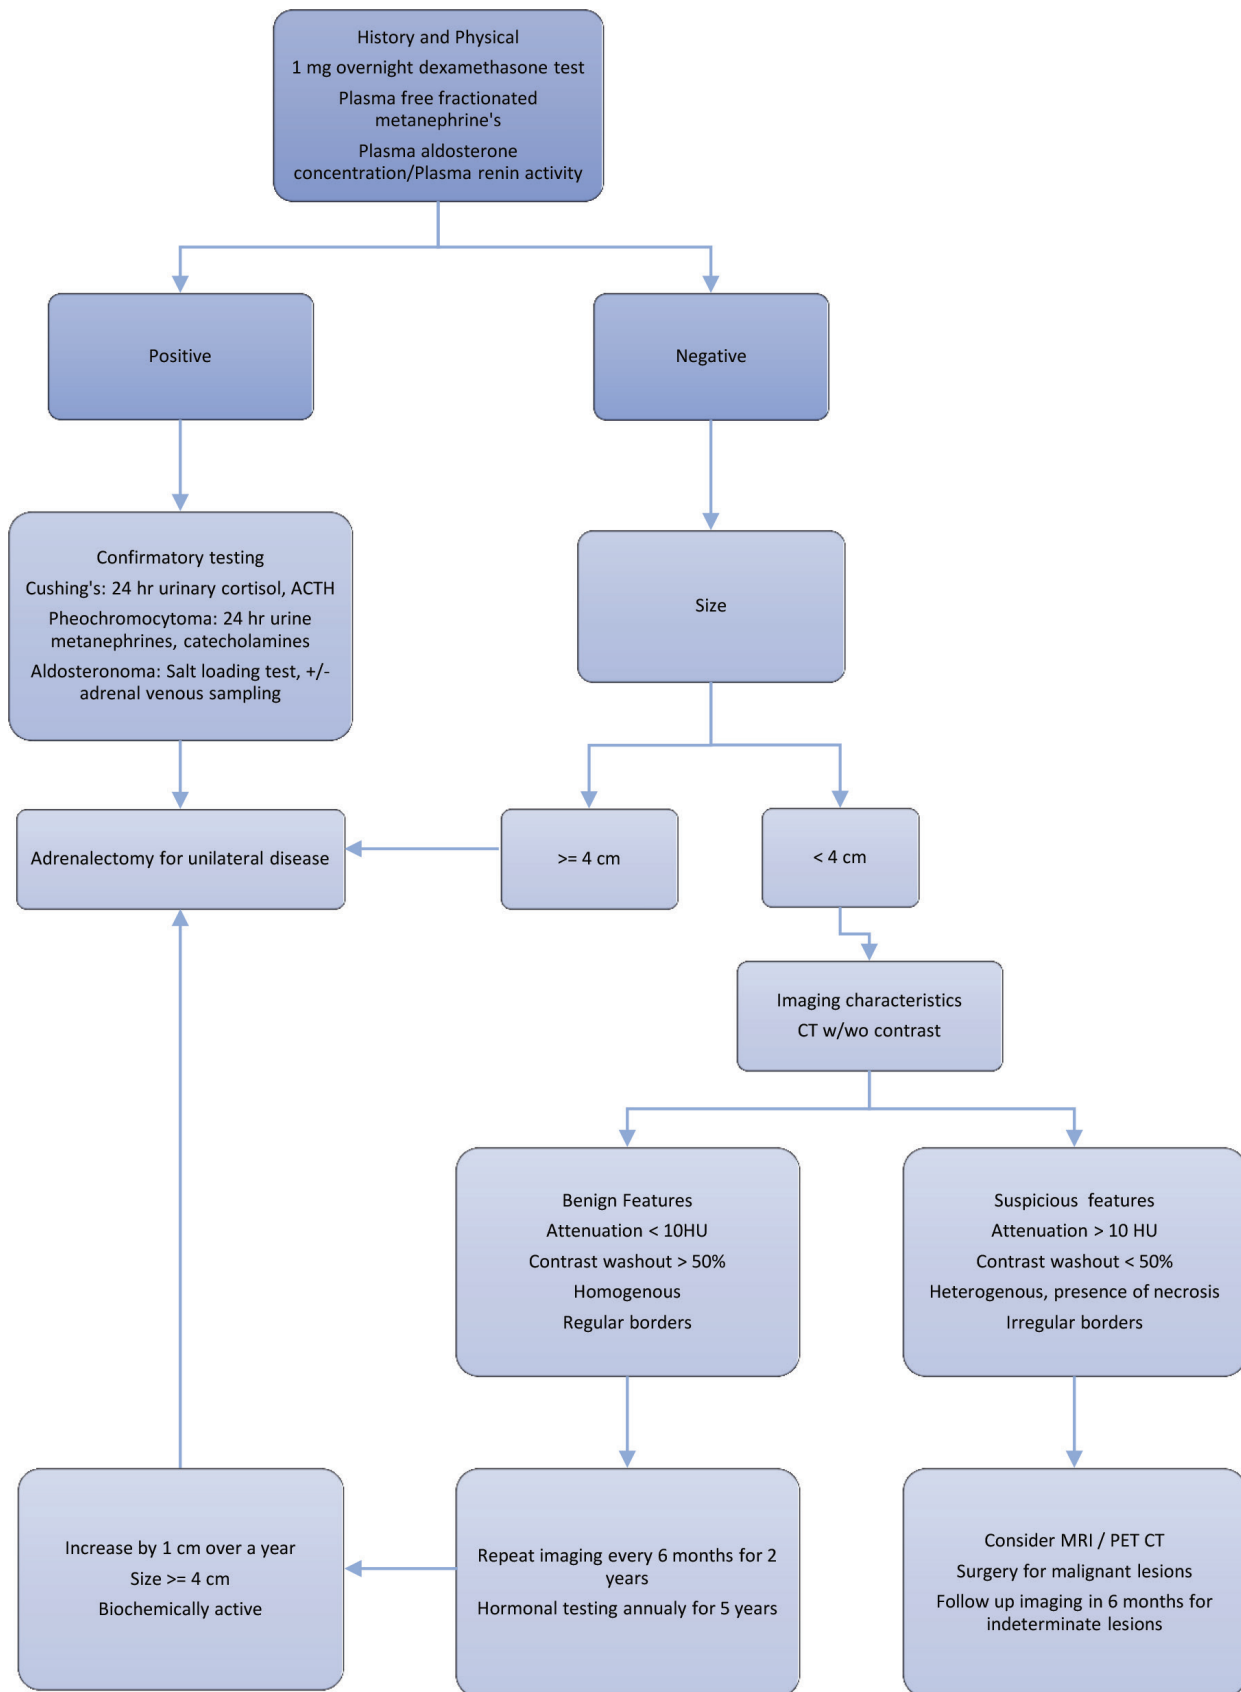 History and Physical
1 mg overnight dexamethasone test
Plasma free fractionated
metanephrine's
Plasma aldosterone
concentration/Plasma renin activity
Positive
Negative
Confirmatory testing
Cushing's: 24 hr urinary cortisol, ACTH
Pheochromocytoma: 24 hr urine
metanephrines, catecholamines
Aldosteronoma: Salt loading test, +/-
adrenal venous sampling
Size
Adrenalectomy for unilateral disease
>= 4 cm
< 4 cm
Imaging characteristics
CT w/wo contrast
Benign Features
Attenuation < 10HU
Contrast washout > 50%
Homogenous
Regular borders
Suspicious features
Attenuation > 10 HU
Contrast washout < 50%
Heterogenous, presence of necrosis
Irregular borders
Increase by 1 cm over a year
Size >= 4 cm
Biochemically active
Repeat imaging every 6 months for 2
years
Hormonal testing annualy for 5 years
Consider MRI / PET CT
Surgery for malignant lesions
Follow up imaging in 6 months for
indeterminate lesions